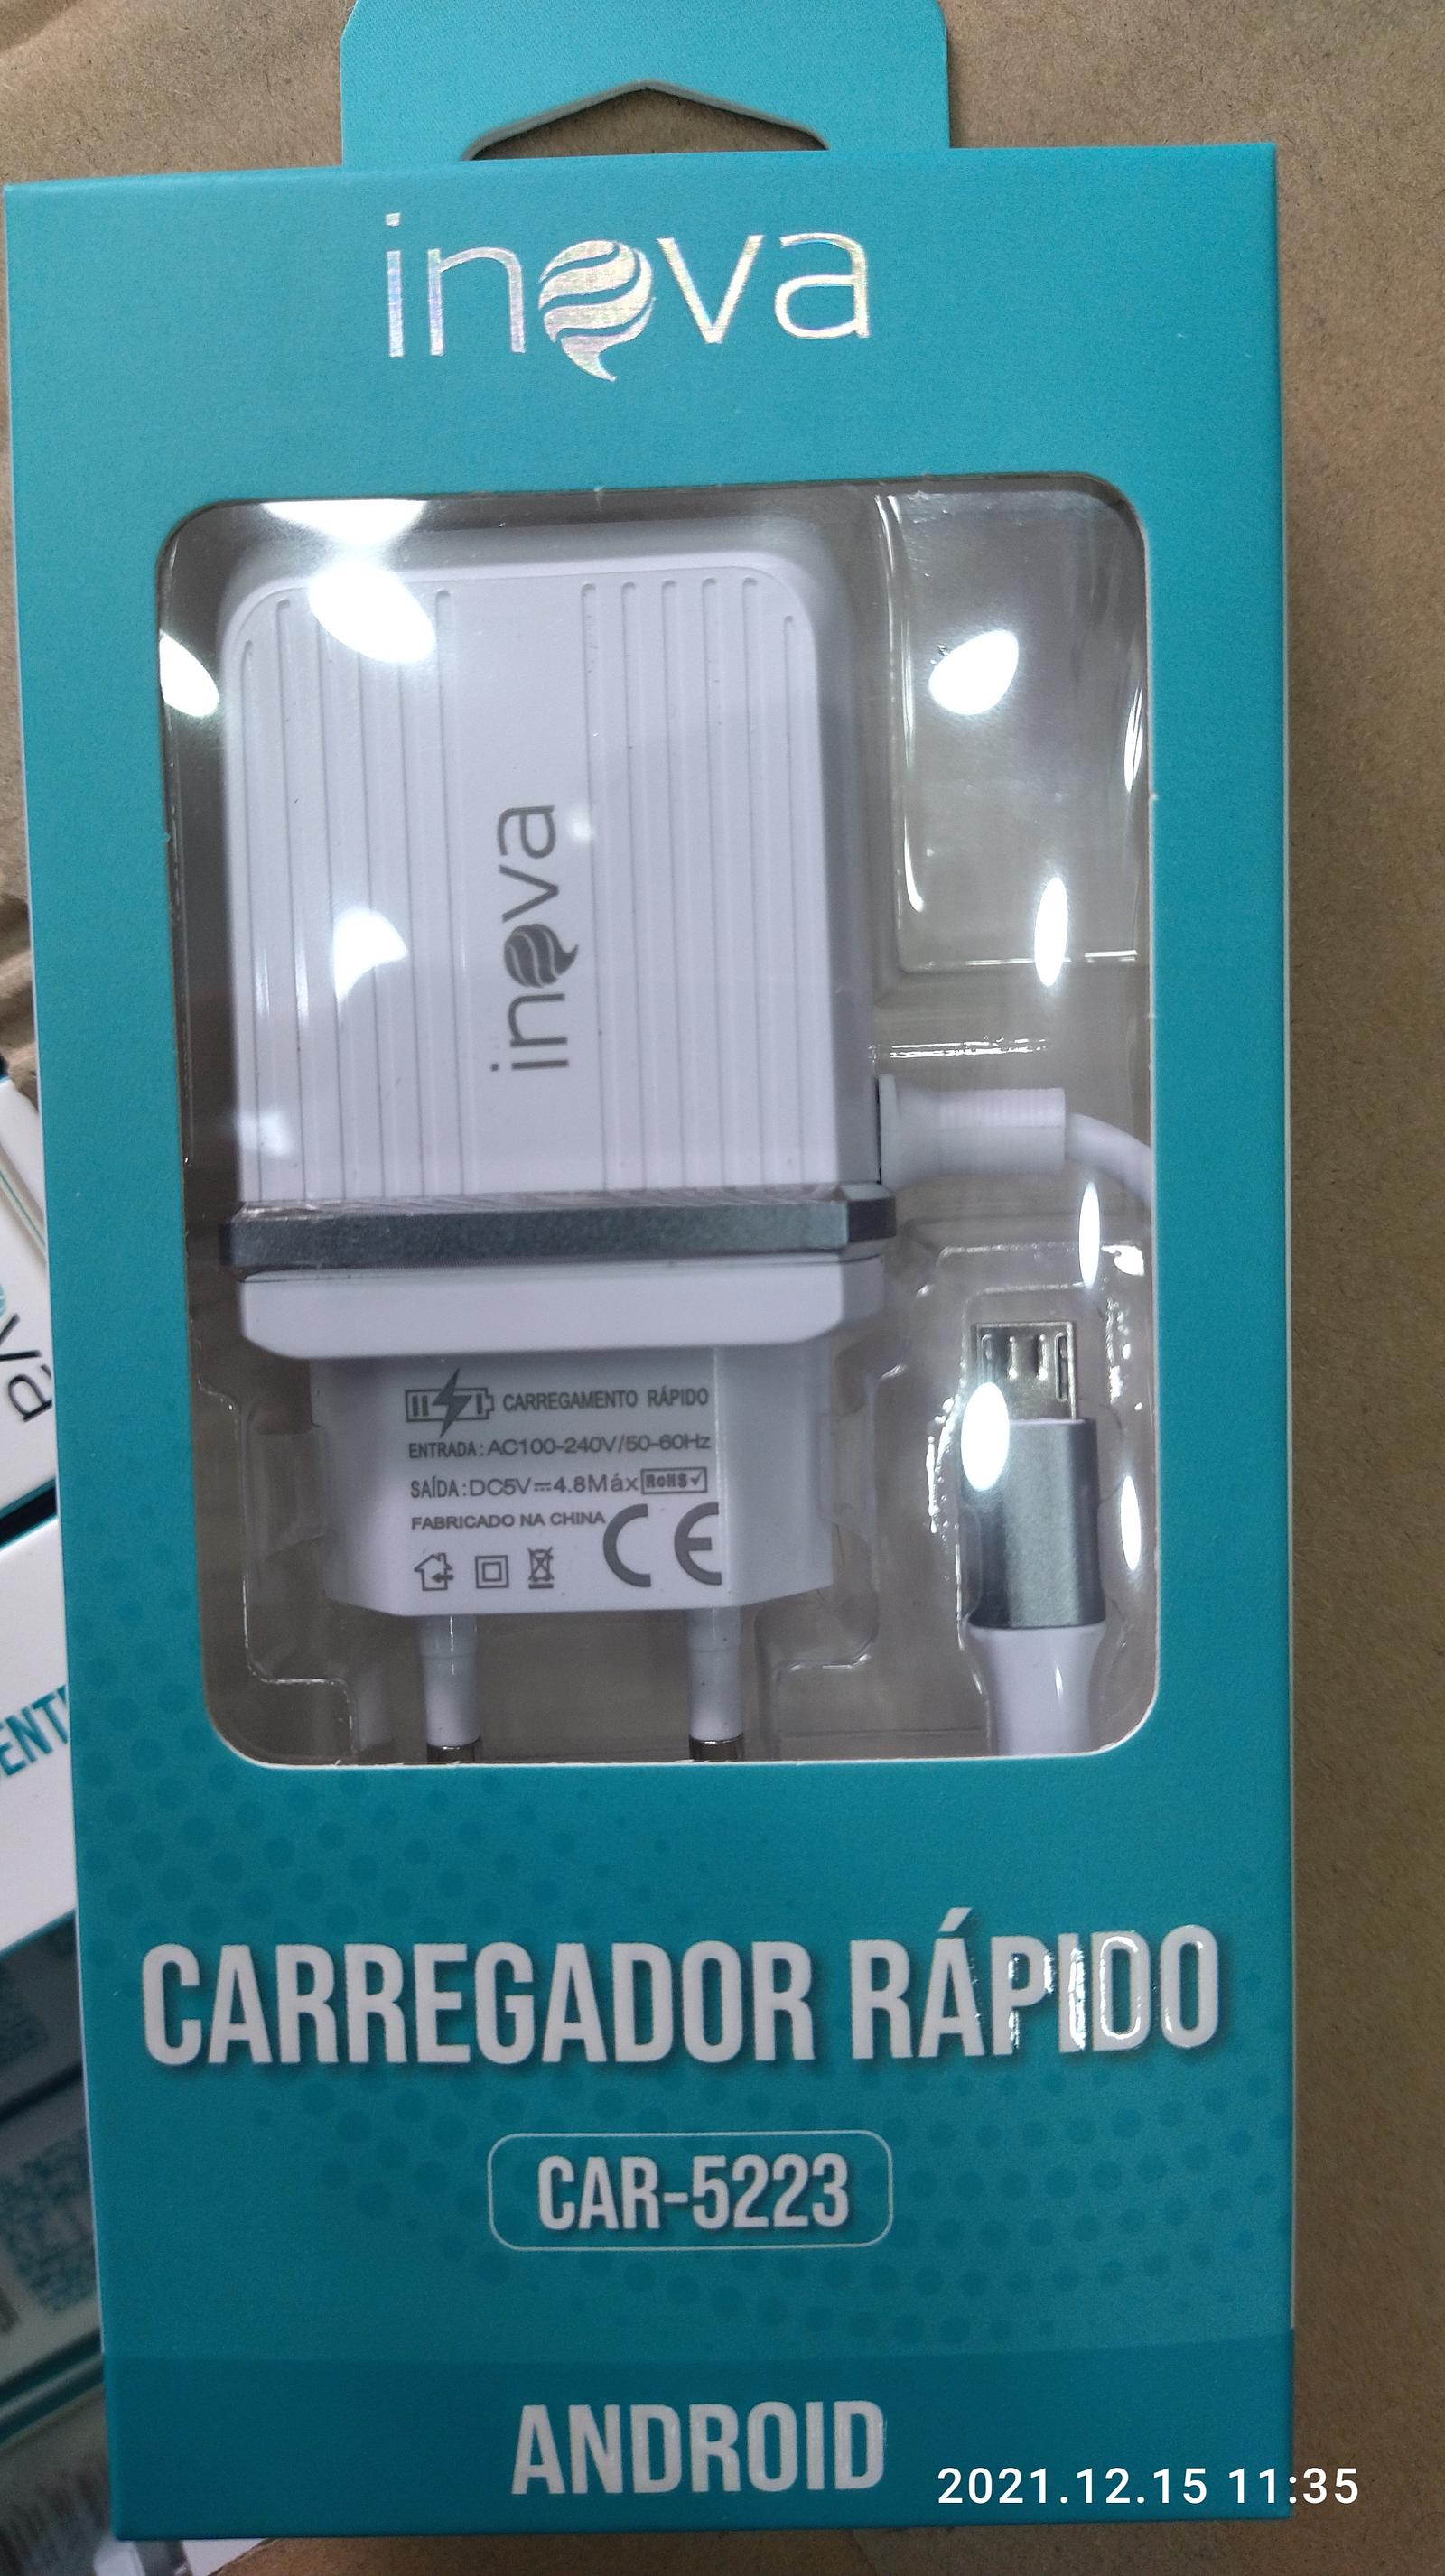 inova
inova
CARREGAMENTO RÁPIDO
ENTRADA:AC100-240V/50-60Hz
SAÍDA:DC5V⎓4.8Máx RoHS✓
FABRICADO NA CHINA
CE
CARREGADOR RÁPIDO
CAR-5223
ANDROID
2021.12.15 11:35